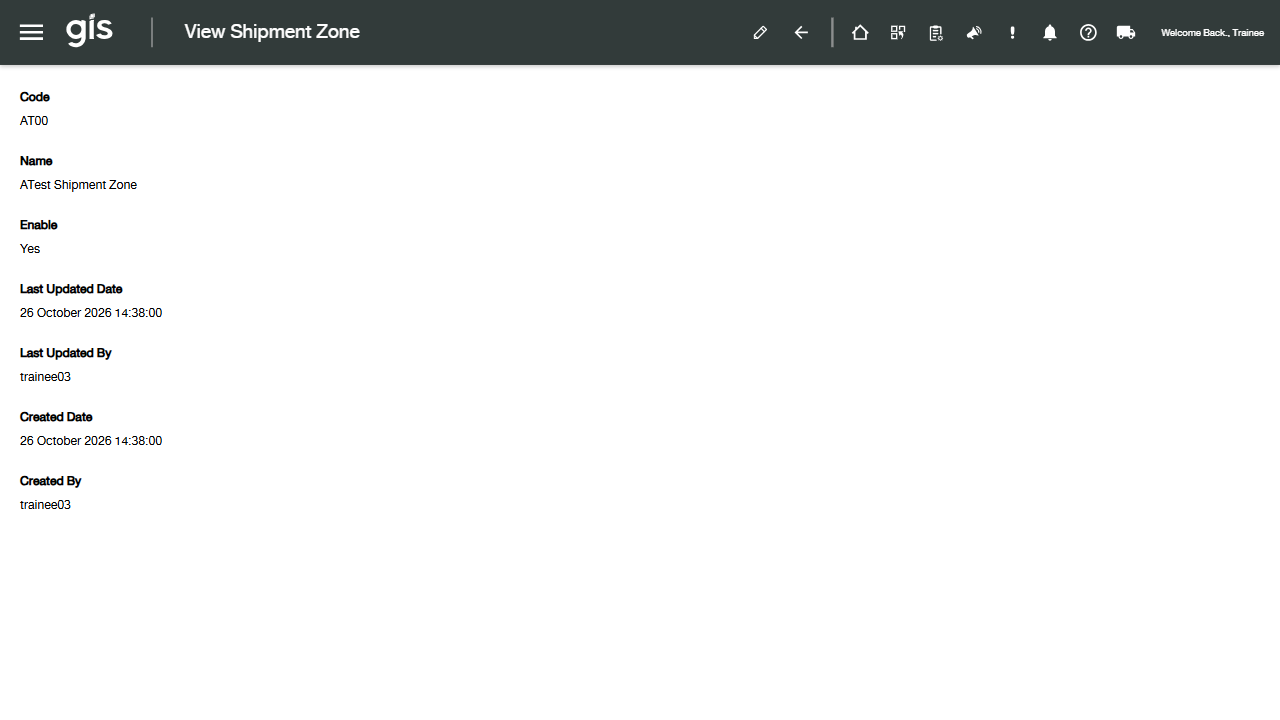 gis
View Shipment Zone
Welcome Back., Trainee
Code
AT00
Name
ATest Shipment Zone
Enable
Yes
Last Updated Date
26 October 2026 14:38:00
Last Updated By
trainee03
Created Date
26 October 2026 14:38:00
Created By
trainee03